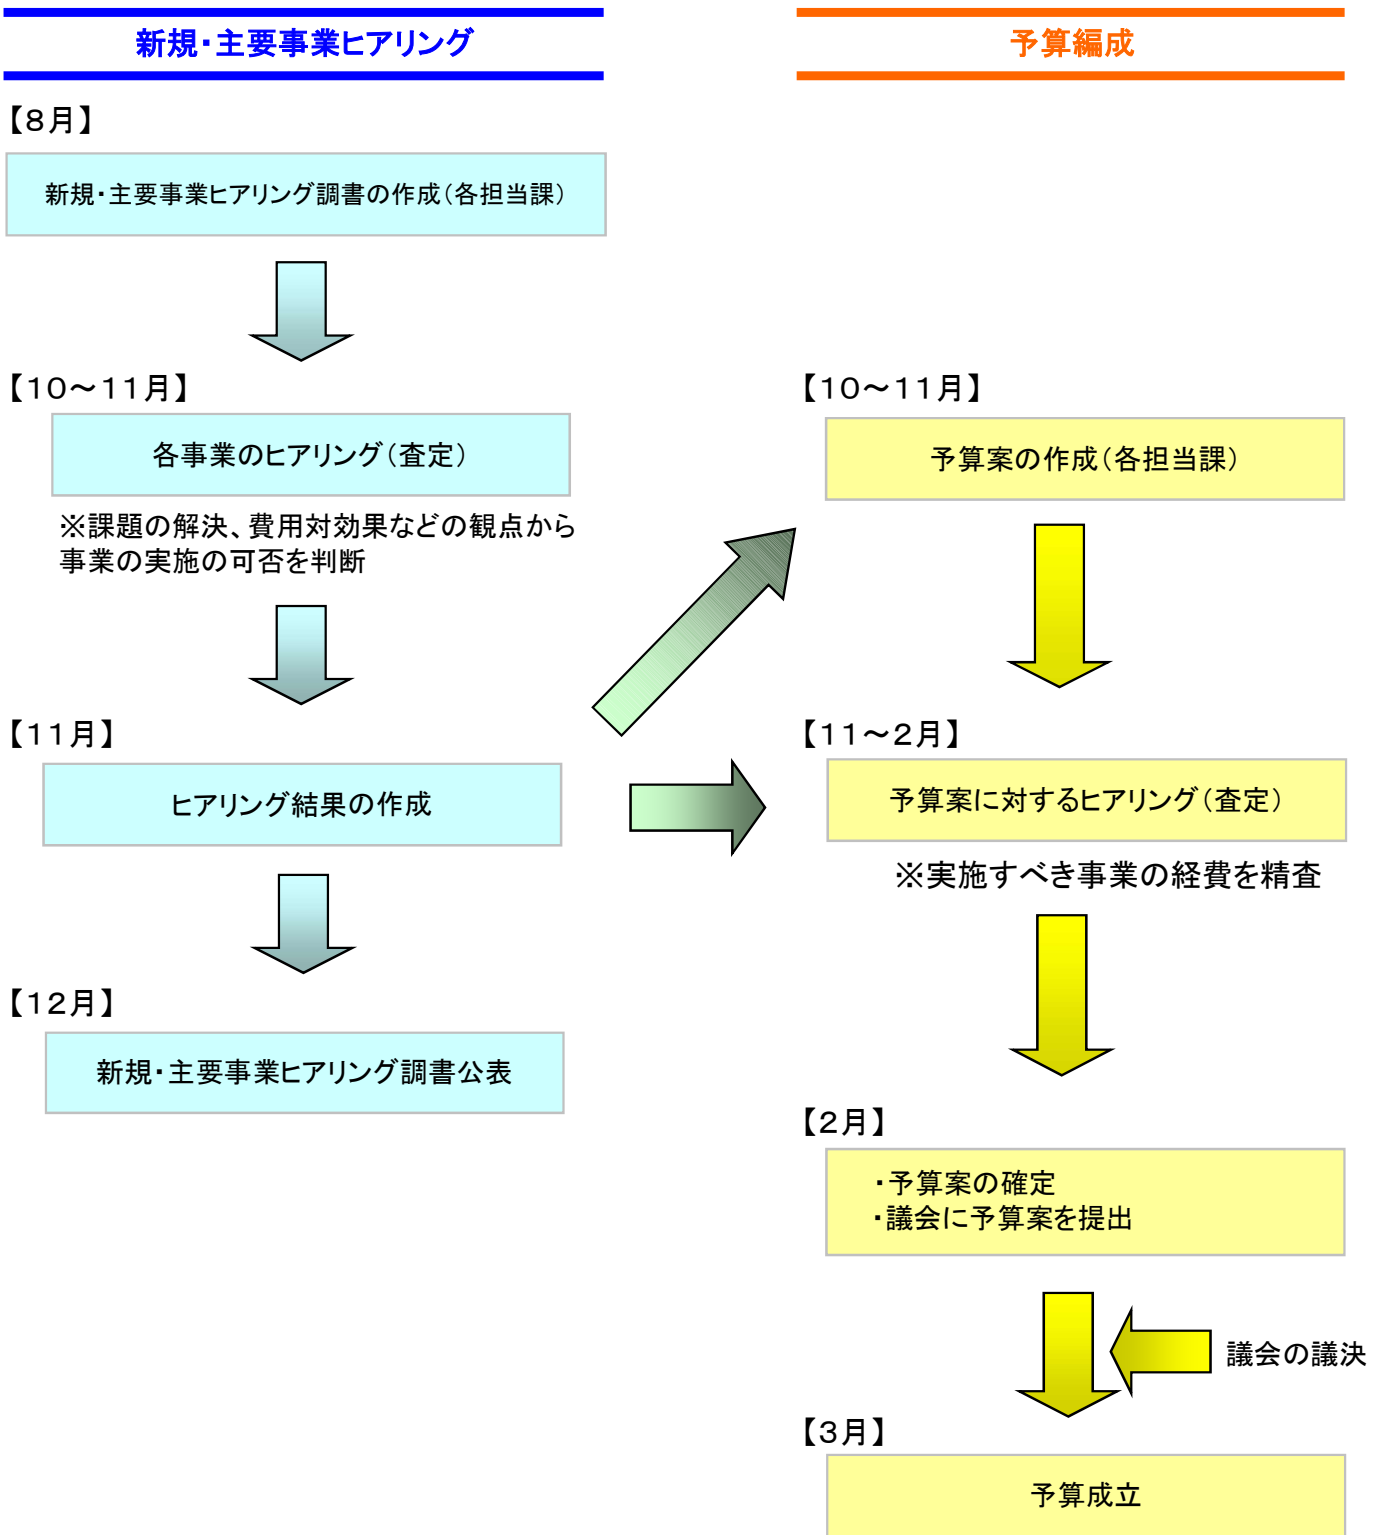 新規・主要事業ヒアリング
【８月】
新規・主要事業ヒアリング調書の作成（各担当課）
【１０～１１月】
各事業のヒアリング（査定）
※課題の解決、費用対効果などの観点から
事業の実施の可否を判断
【１１月】
ヒアリング結果の作成
【１２月】
新規・主要事業ヒアリング調書公表
予算編成
【１０～１１月】
予算案の作成（各担当課）
【１１～２月】
予算案に対するヒアリング（査定）
※実施すべき事業の経費を精査
【２月】
・予算案の確定
・議会に予算案を提出
議会の議決
【３月】
予算成立